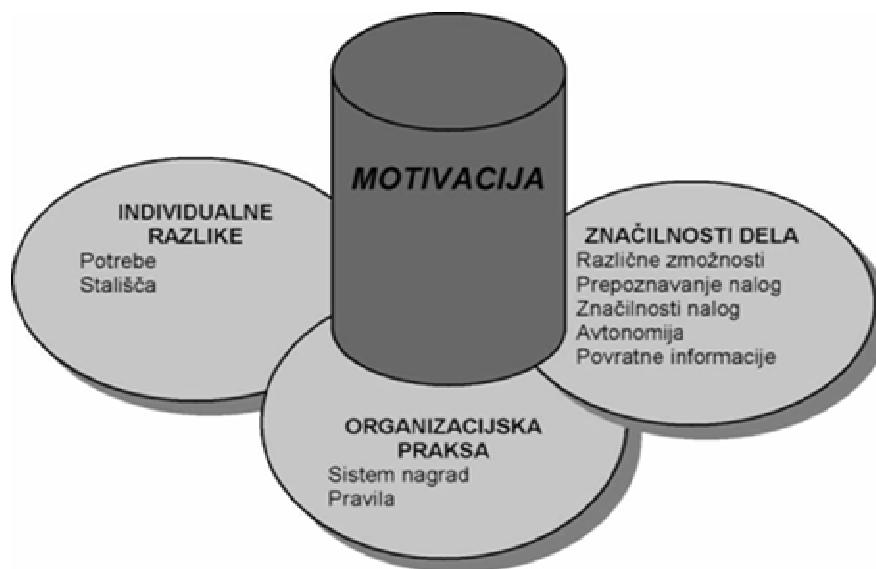 MOTIVACIJA
INDIVIDUALNE
RAZLIKE
Potrebe
Stališča
ZNAČILNOSTI DELA
Različne zmožnosti
Prepoznavanje nalog
Značilnosti nalog
Avtonomija
Povratne informacije
ORGANIZACIJSKA
PRAKSA
Sistem nagrad
Pravila